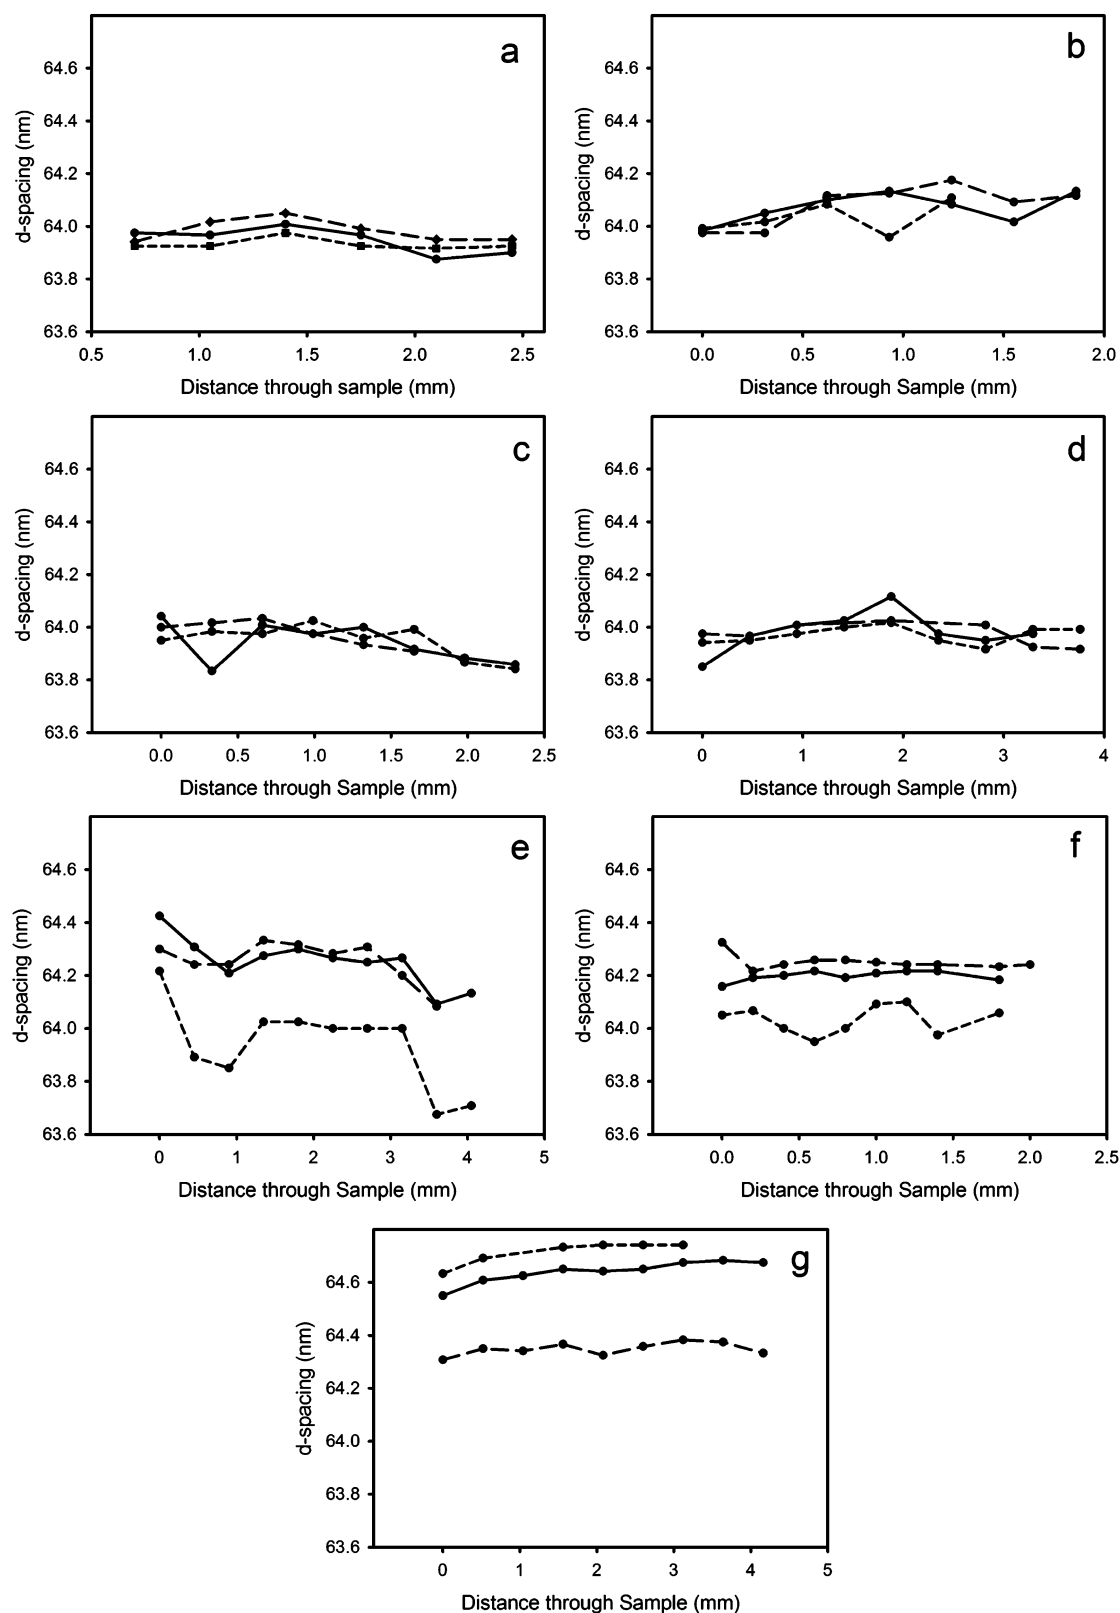 a
64.6
64.4
64.2
64.0
63.8
63.6
d-spacing (nm)
0.5 1.0 1.5 2.0 2.5
Distance through sample (mm)
b
64.6
64.4
64.2
64.0
63.8
63.6
d-spacing (nm)
0.0 0.5 1.0 1.5 2.0
Distance through Sample (mm)
c
64.6
64.4
64.2
64.0
63.8
63.6
d-spacing (nm)
0.0 0.5 1.0 1.5 2.0 2.5
Distance through Sample (mm)
d
64.6
64.4
64.2
64.0
63.8
63.6
d-spacing (nm)
0 1 2 3 4
Distance through Sample (mm)
e
64.6
64.4
64.2
64.0
63.8
63.6
d-spacing (nm)
0 1 2 3 4 5
Distance through Sample (mm)
f
64.6
64.4
64.2
64.0
63.8
63.6
d-spacing (nm)
0.0 0.5 1.0 1.5 2.0 2.5
Distance through Sample (mm)
g
64.6
64.4
64.2
64.0
63.8
63.6
d-spacing (nm)
0 1 2 3 4 5
Distance through Sample (mm)